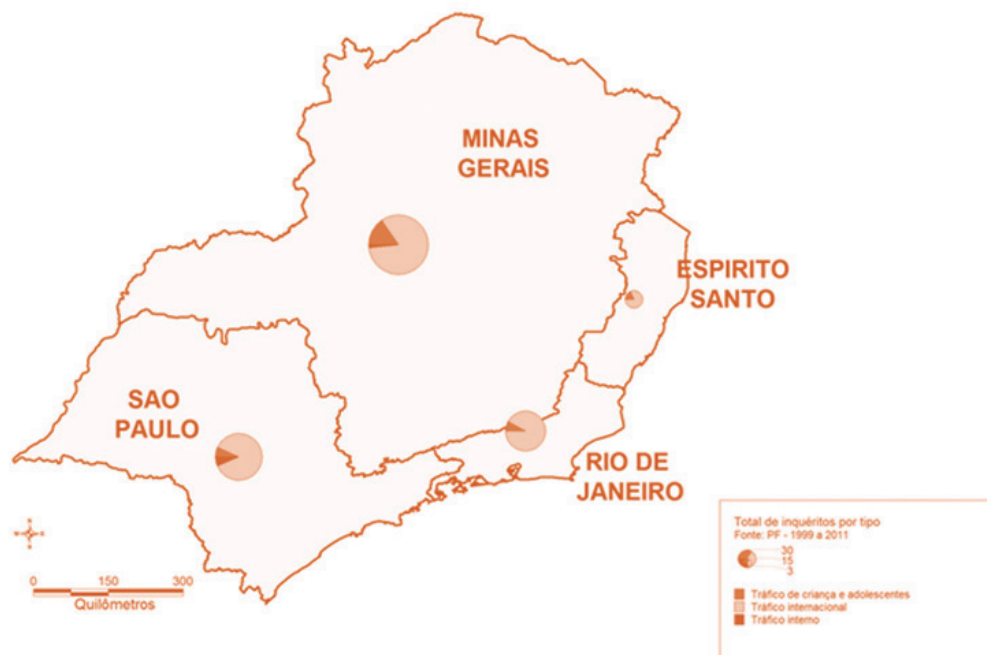 MINAS
GERAIS
ESPIRITO
SANTO
SAO
PAULO
RIO DE
JANEIRO
0 150 300
Quilômetros
Total de inquéritos por tipo
Fonte: PF - 1999 a 2011
30
15
3
Tráfico de criança e adolescentes
Tráfico internacional
Tráfico interno